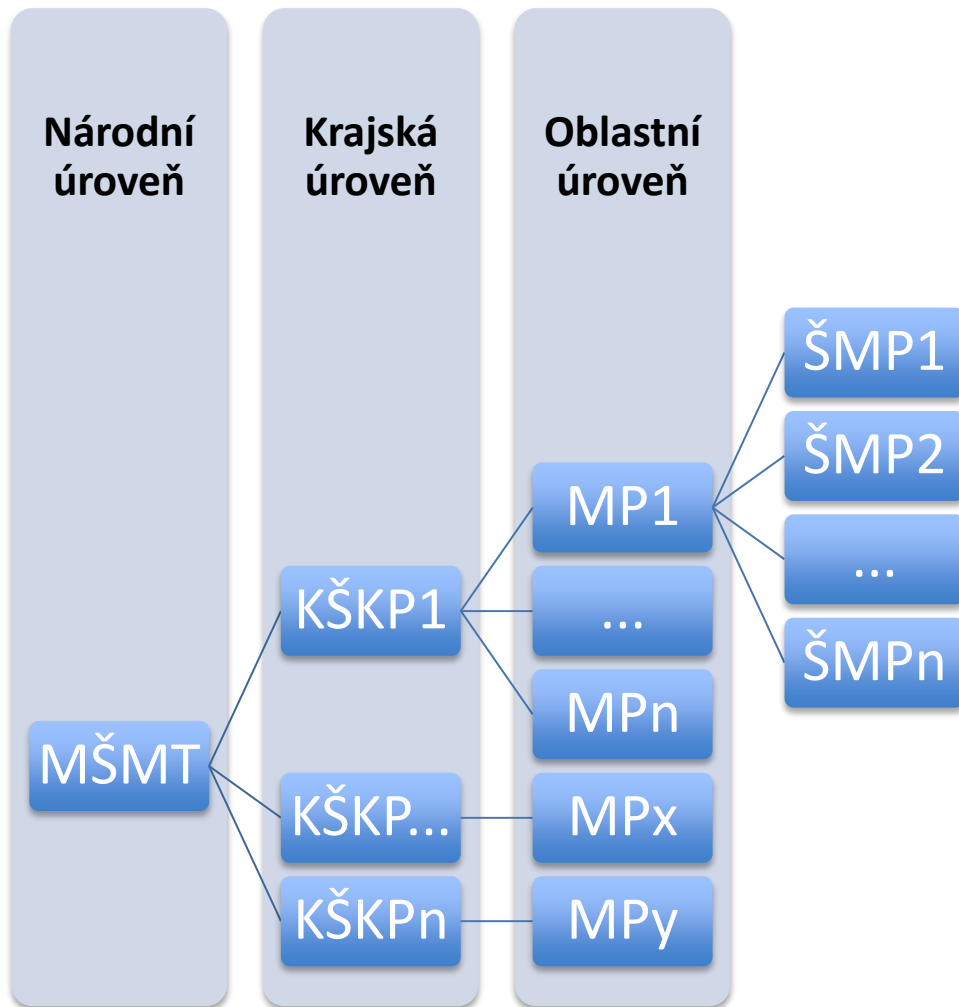 Národní
úroveň
Krajská
úroveň
Oblastní
úroveň
MŠMT
KŠKP1
KŠKP...
KŠKPn
MP1
...
MPn
MPx
MPy
ŠMP1
ŠMP2
...
ŠMPn